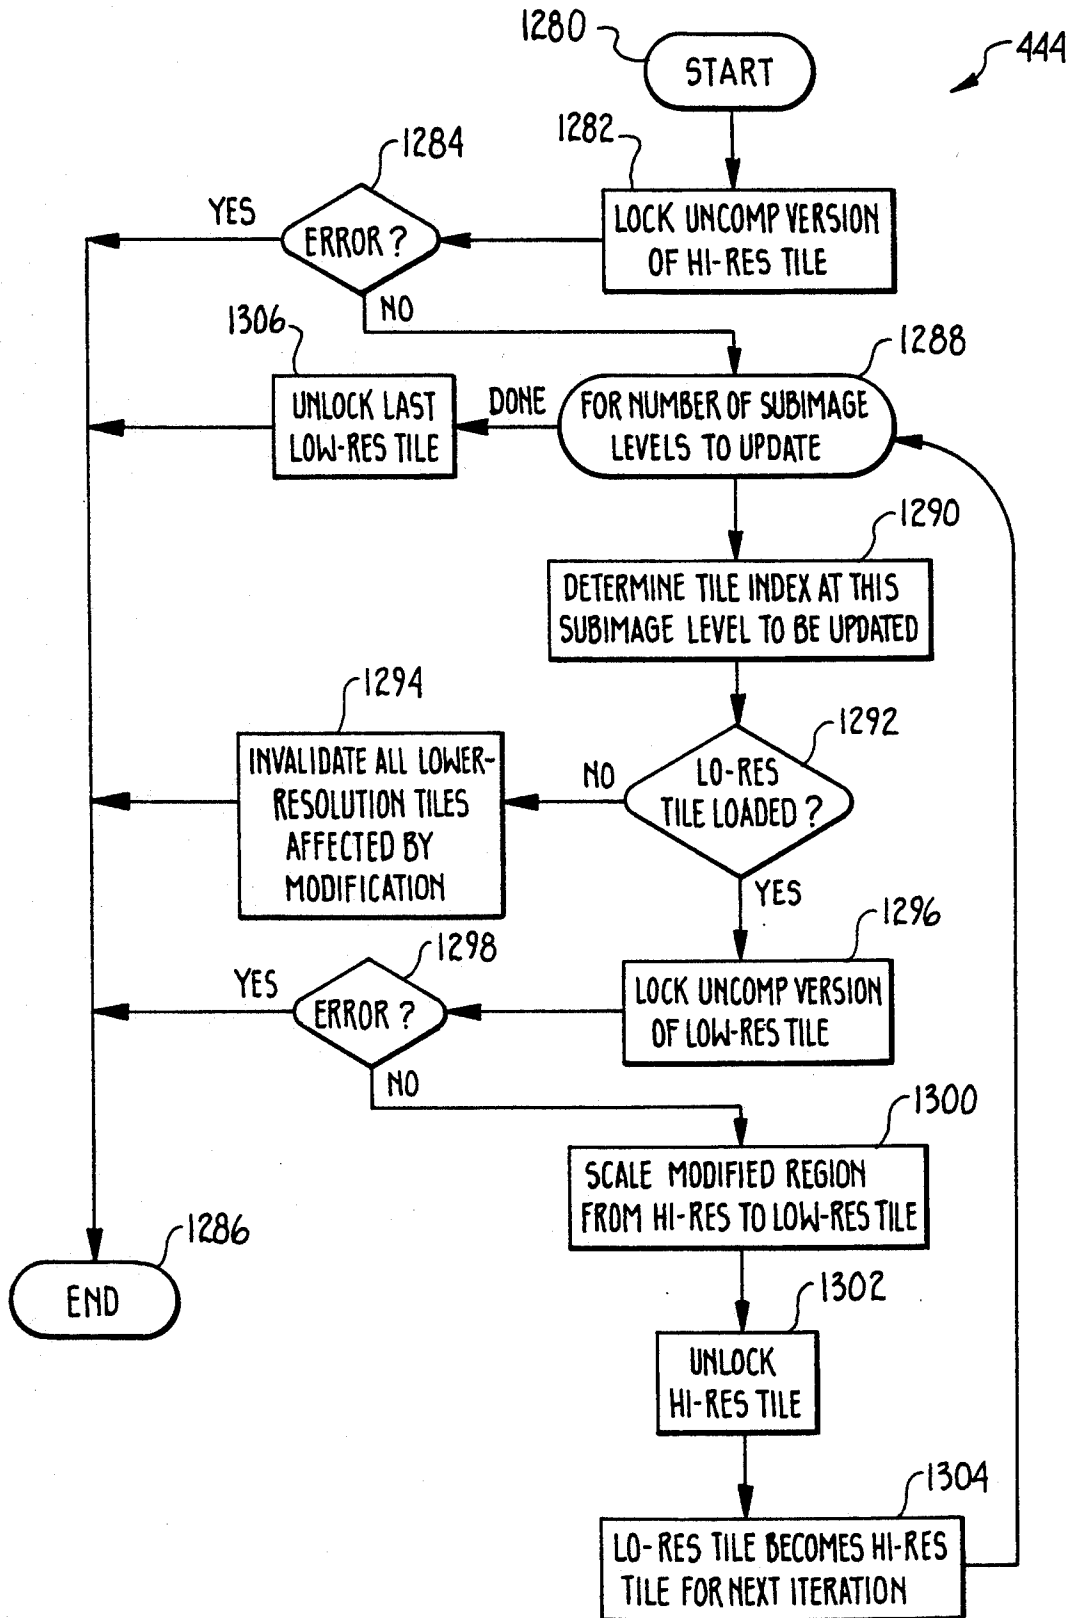 1280
START
444
1282
1284
LOCK UNCOMP VERSION
OF HI-RES TILE
YES
ERROR?
NO
1306
1288
UNLOCK LAST
LOW-RES TILE
DONE
FOR NUMBER OF SUBIMAGE
LEVELS TO UPDATE
1290
DETERMINE TILE INDEX AT THIS
SUBIMAGE LEVEL TO BE UPDATED
1294
1292
INVALIDATE ALL LOWER-
RESOLUTION TILES
AFFECTED BY
MODIFICATION
NO
LO-RES
TILE LOADED?
YES
1296
1298
YES
ERROR?
LOCK UNCOMP VERSION
OF LOW-RES TILE
NO
1300
SCALE MODIFIED REGION
FROM HI-RES TO LOW-RES TILE
1286
END
1302
UNLOCK
HI-RES TILE
1304
LO-RES TILE BECOMES HI-RES
TILE FOR NEXT ITERATION